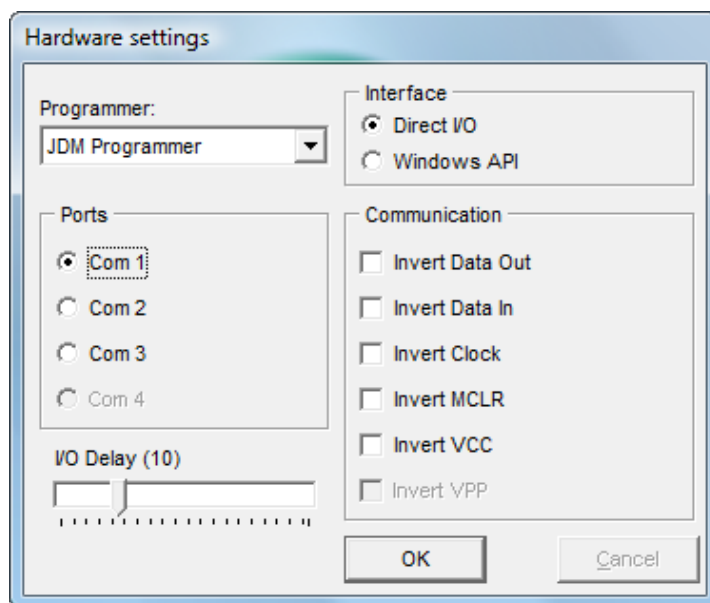 Hardware settings
Programmer:
JDM Programmer
Interface
Direct I/O
Windows API
Ports
Com 1
Com 2
Com 3
Com 4
I/O Delay (10)
Communication
Invert Data Out
Invert Data In
Invert Clock
Invert MCLR
Invert VCC
Invert VPP
OK
Cancel